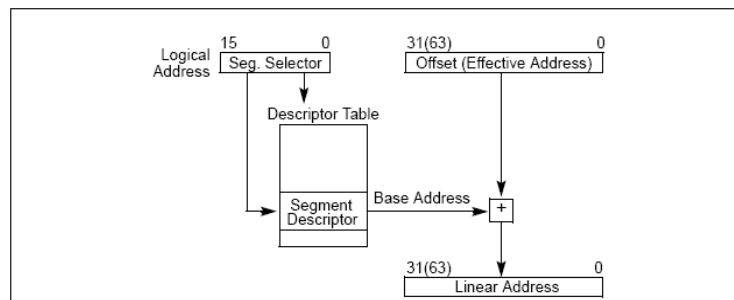 15 0 31(63) 0
Logical Address
Seg. Selector
Offset (Effective Address)
Descriptor Table
Segment Descriptor
Base Address
+
31(63) 0
Linear Address